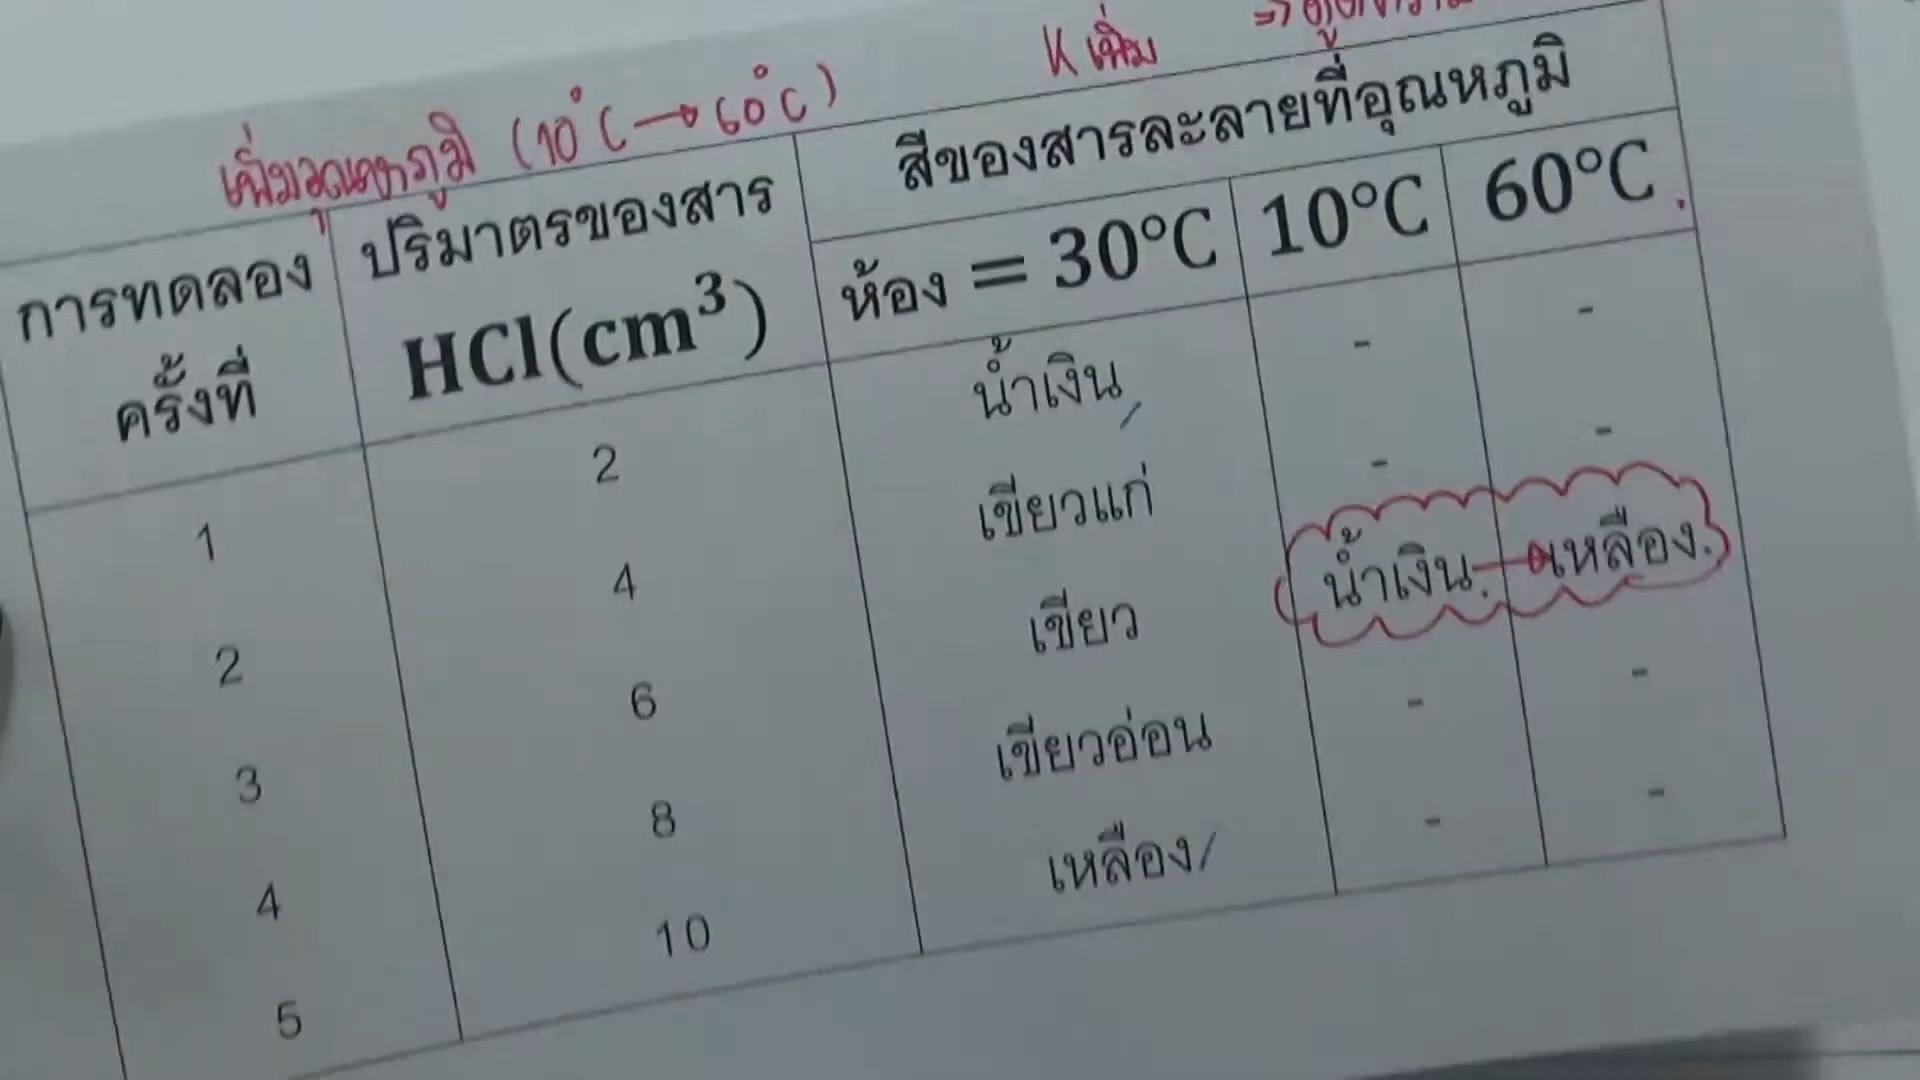 K เพิ่ม ⇒
เพิ่มอุณหภูมิ (10°C → 60°C)
การทดลองครั้งที่ ปริมาตรของสาร HCl(cm³) สีของสารละลายที่อุณหภูมิ
ห้อง = 30°C 10°C 60°C
1 2 น้ำเงิน - -
2 4 เขียวแก่ - -
3 6 เขียว น้ำเงิน → เหลือง
4 8 เขียวอ่อน - -
5 10 เหลือง - -